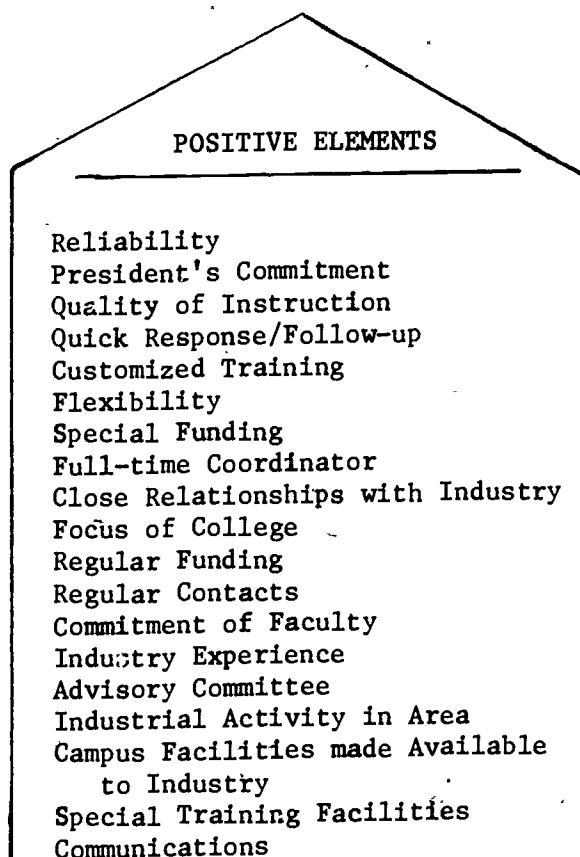 POSITIVE ELEMENTS
Reliability
President's Commitment
Quality of Instruction
Quick Response/Follow-up
Customized Training
Flexibility
Special Funding
Full-time Coordinator
Close Relationships with Industry
Focus of College
Regular Funding
Regular Contacts
Commitment of Faculty
Industry Experience
Advisory Committee
Industrial Activity in Area
Campus Facilities made Available
to Industry
Special Training Facilities
Communications